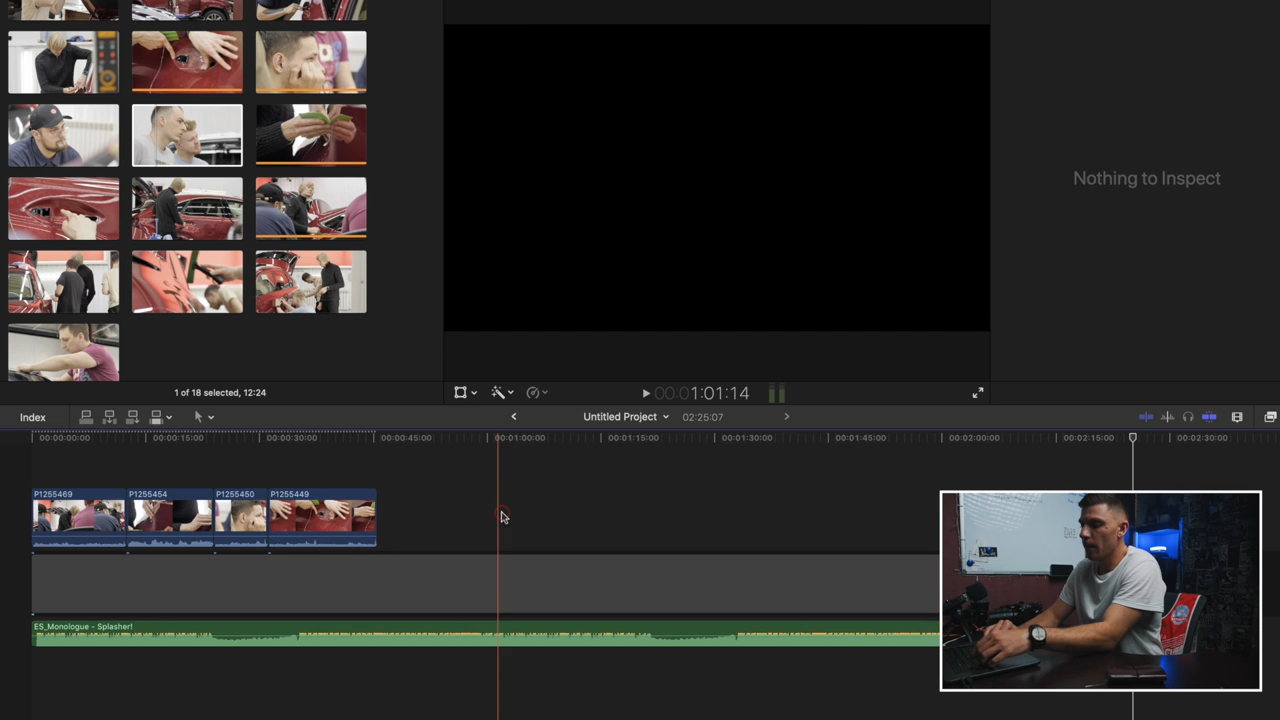 Nothing to Inspect
1 of 18 selected, 12:24
00:01:01:14
Index
Untitled Project
02:25:07
00:00:00:00
00:00:15:00
00:00:30:00
00:00:45:00
00:01:00:00
00:01:15:00
00:01:30:00
00:01:45:00
00:02:00:00
00:02:15:00
00:02:30:00
P1255469
P1255454
P1255450
P1255449
ES_Monologue - Splasher!